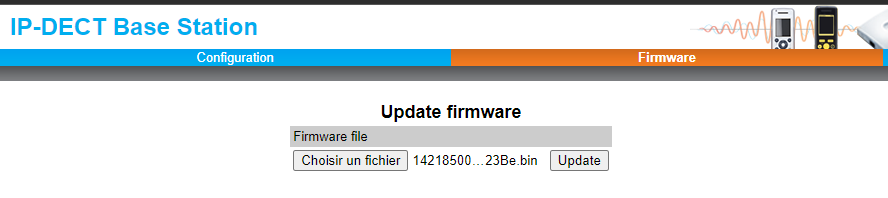 IP-DECT Base Station
Configuration Firmware
Update firmware
Firmware file
Choisir un fichier 14218500...23Be.bin Update